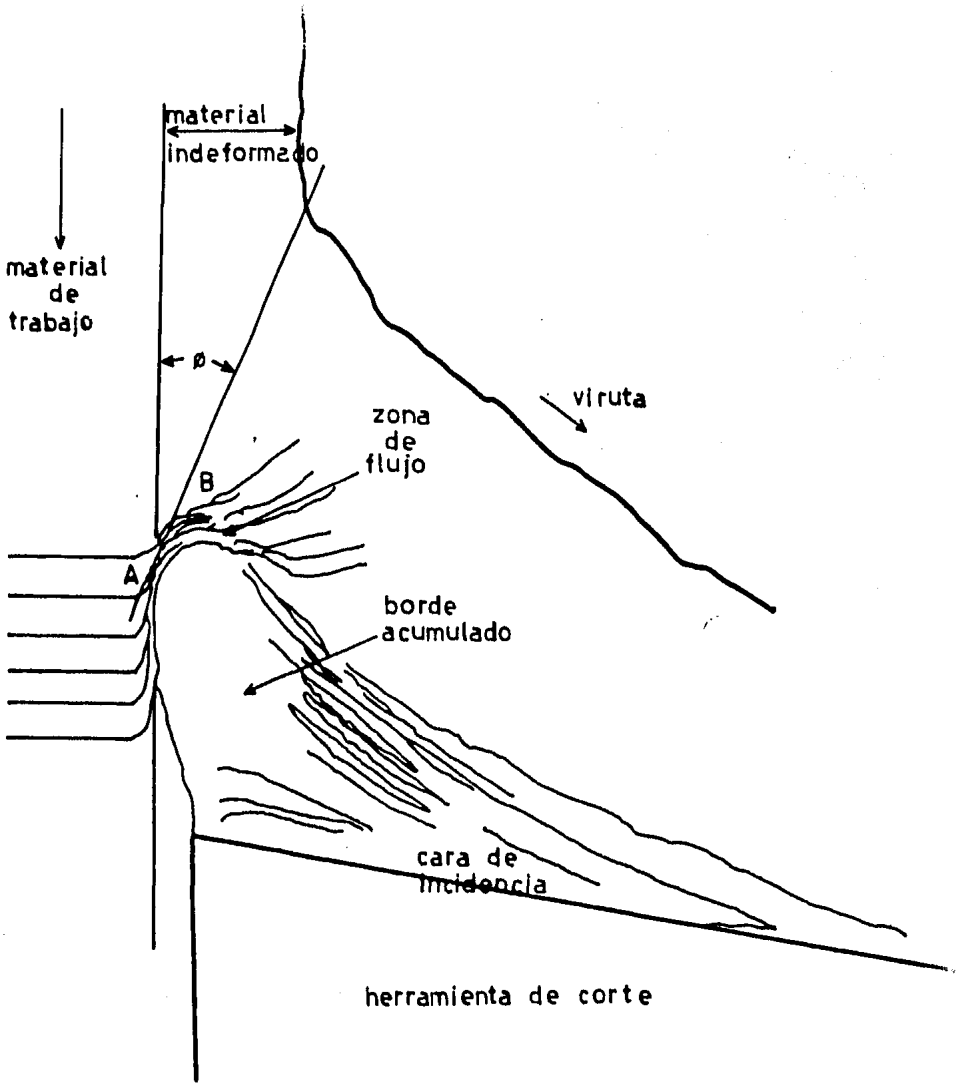 material
indeformado
material
de
trabajo
ø
viruta
zona
de
flujo
B
A
borde
acumulado
cara de
incidencia
herramienta de corte